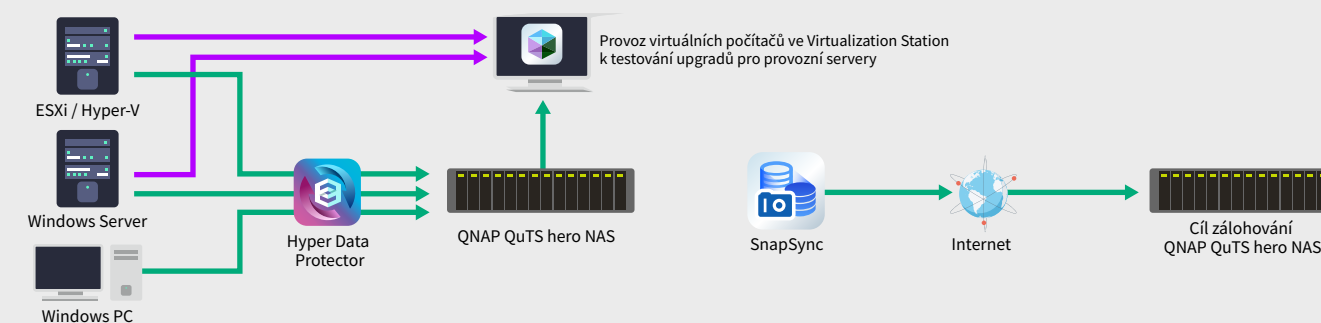 Provoz virtuálních počítačů ve Virtualization Station
k testování upgradů pro provozní servery
ESXi / Hyper-V
Windows Server
Windows PC
Hyper Data
Protector
QNAP QuTS hero NAS
SnapSync
Internet
Cíl zálohování
QNAP QuTS hero NAS